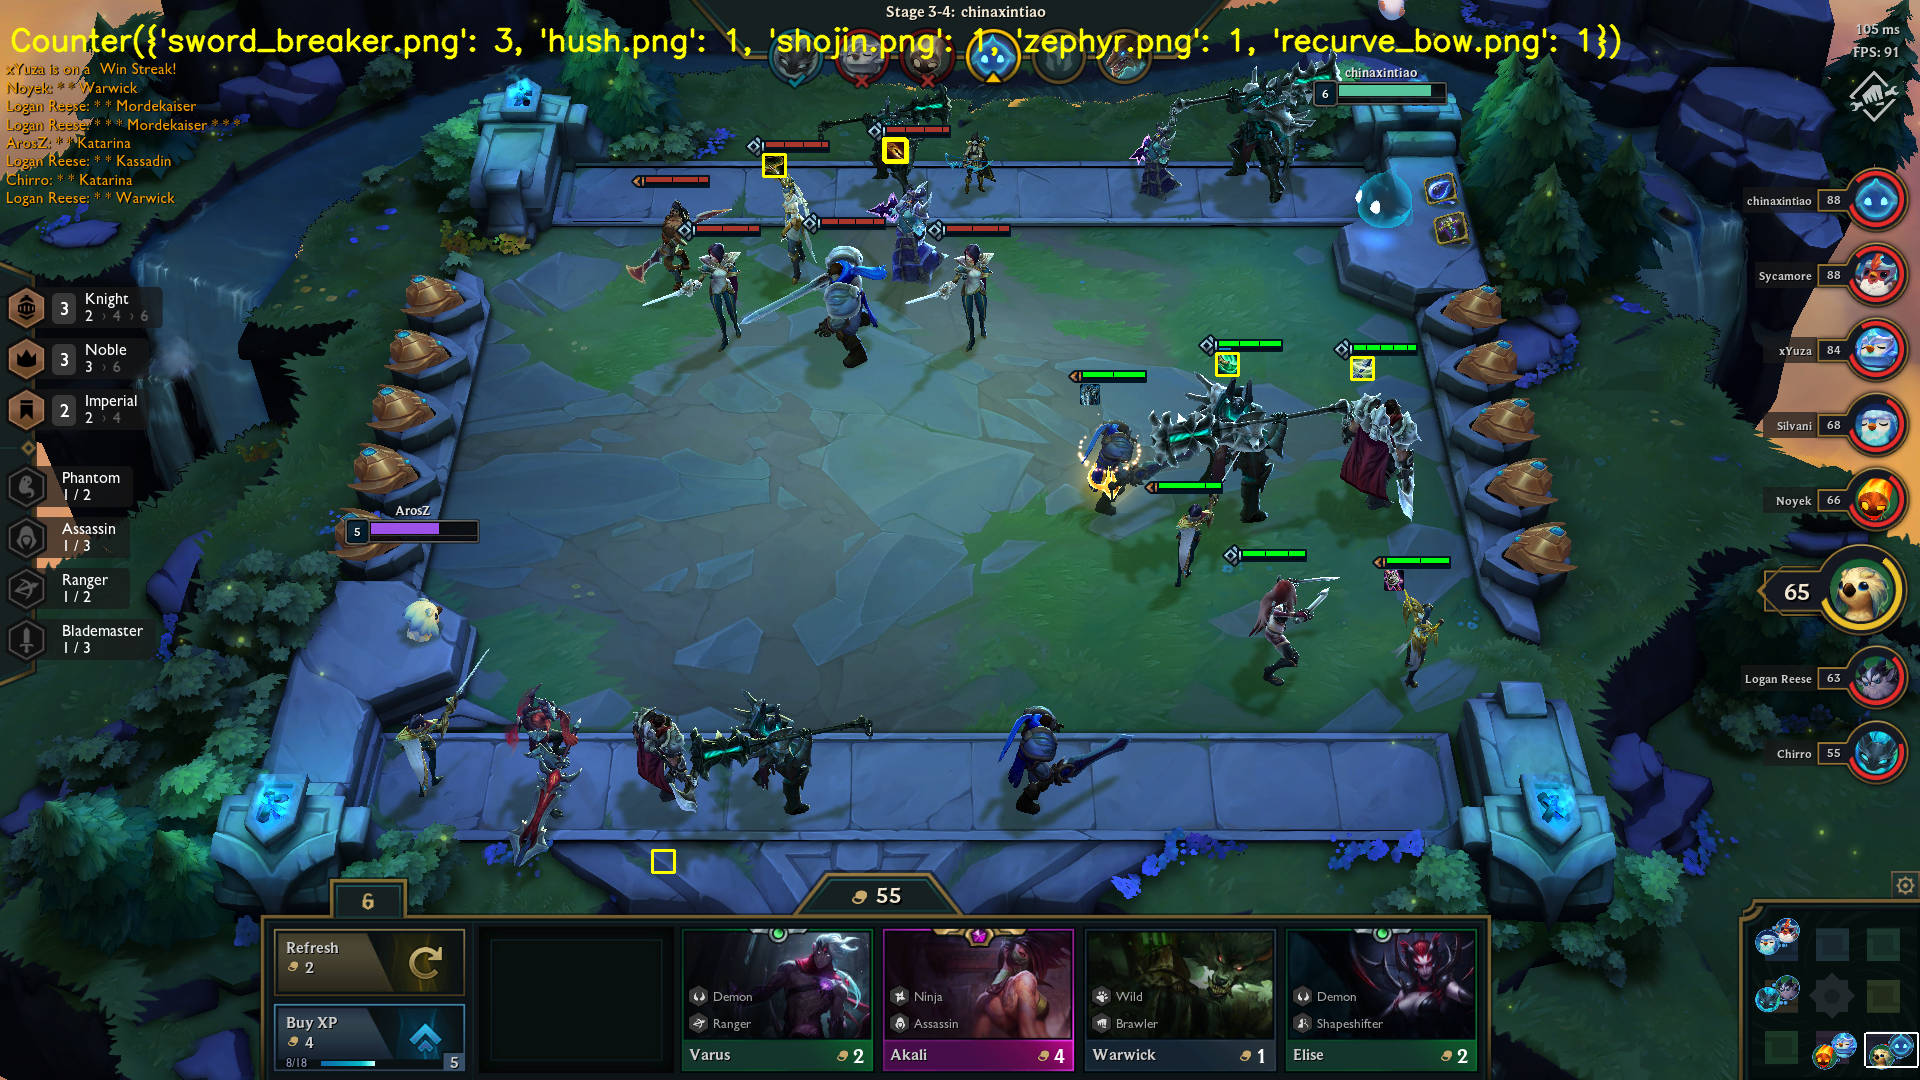 Stage 3-4: chinaxintiao
Counter({'sword_breaker.png': 3, 'hush.png': 1, 'shojin.png': 1, 'zephyr.png': 1, 'recurve_bow.png': 1})
105 ms
FPS: 91
xYuza is on a Win Streak!
Noyek: * * Warwick
Logan Reese: * * Mordekaiser
Logan Reese: * * * Mordekaiser * * *
ArosZ: * * Katarina
Logan Reese: * * Kassadin
Chirro: * * Katarina
Logan Reese: * * Warwick
chinaxintiao
6
chinaxintiao 88
Sycamore 88
xYuza 84
Silvani 68
Noyek 66
65
Logan Reese 63
Chirro 55
3 Knight
2 › 4 › 6
3 Noble
3 › 6
2 Imperial
2 › 4
Phantom
1 / 2
Assassin
1 / 3
Ranger
1 / 2
Blademaster
1 / 3
ArosZ
5
6
55
Refresh
2
Buy XP
4
8/18
5
Demon
Ranger
Varus 2
Ninja
Assassin
Akali 4
Wild
Brawler
Warwick 1
Demon
Shapeshifter
Elise 2